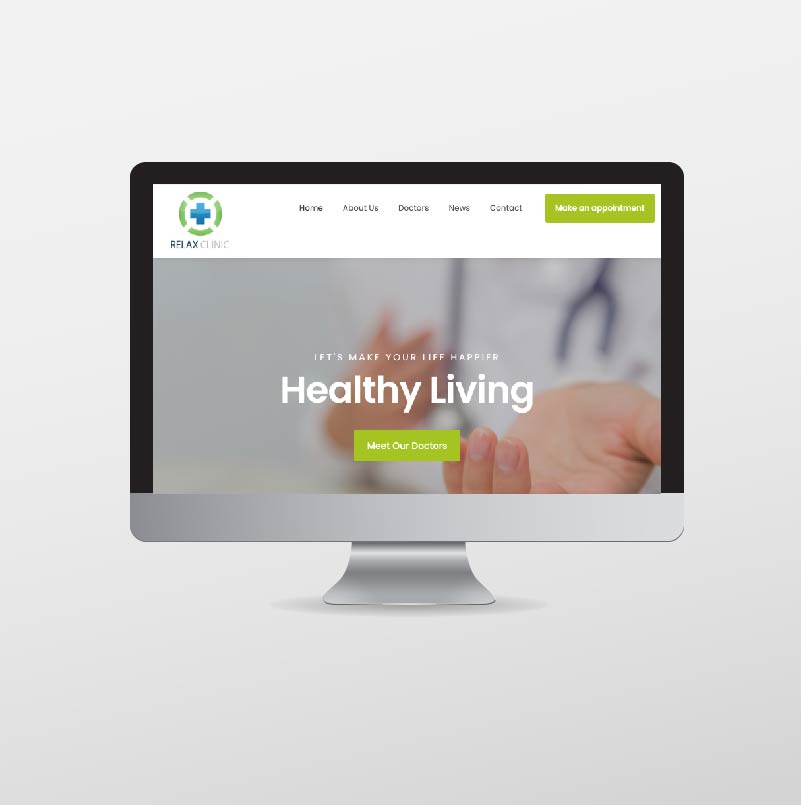 RELAX CLINIC
Home About Us Doctors News Contact Make an appointment
LET'S MAKE YOUR LIFE HAPPIER
Healthy Living
Meet Our Doctors